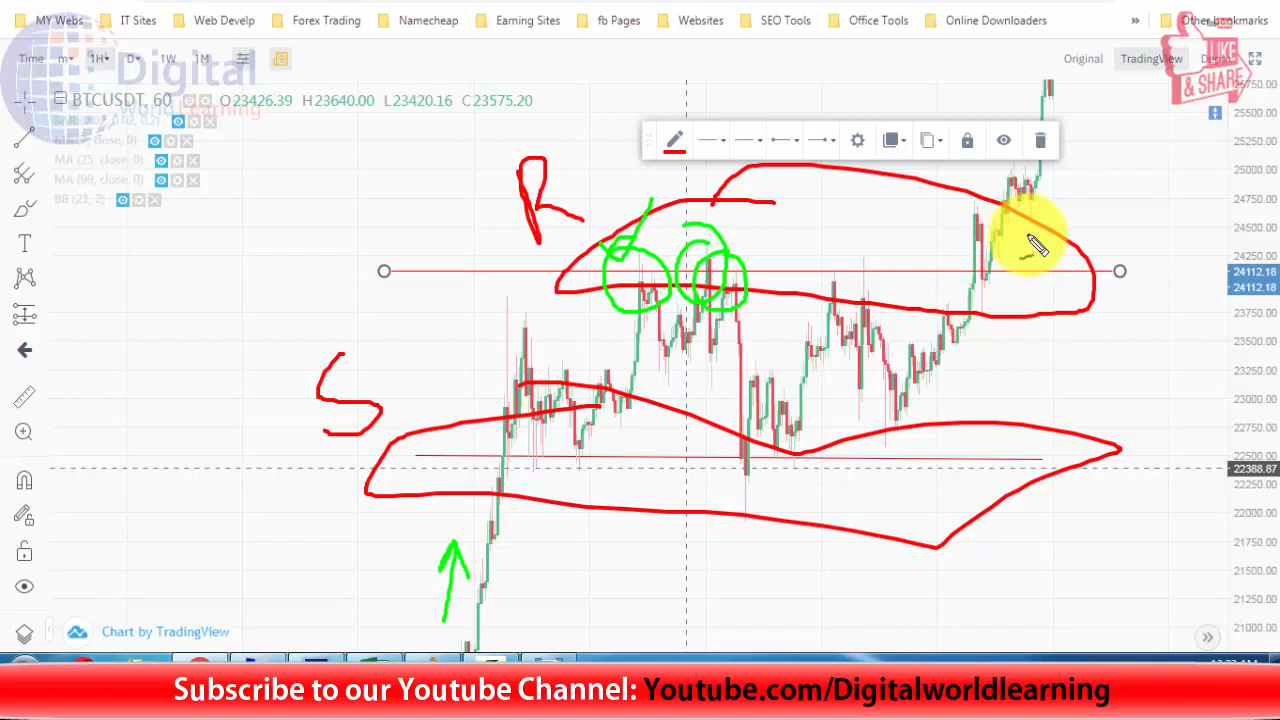 MY Webs IT Sites Web Develp Forex Trading Namecheap Earning Sites fb Pages Websites SEO Tools Office Tools Online Downloaders » Other bookmarks
Time m 1H D 1W 1M Original TradingView Depth
Digital
World Learning
LIKE
& SHARE
BTCUSDT, 60 O23426.39 H23640.00 L23420.16 C23575.20
MA (25, close, 0)
MA (99, close, 0)
BB (21, 2)
R
S
25750.00
25500.00
25250.00
25000.00
24750.00
24500.00
24250.00
24112.18
24112.18
23750.00
23500.00
23250.00
23000.00
22750.00
22500.00
22388.87
22250.00
22000.00
21750.00
21500.00
21250.00
21000.00
Chart by TradingView
Subscribe to our Youtube Channel: Youtube.com/Digitalworldlearning